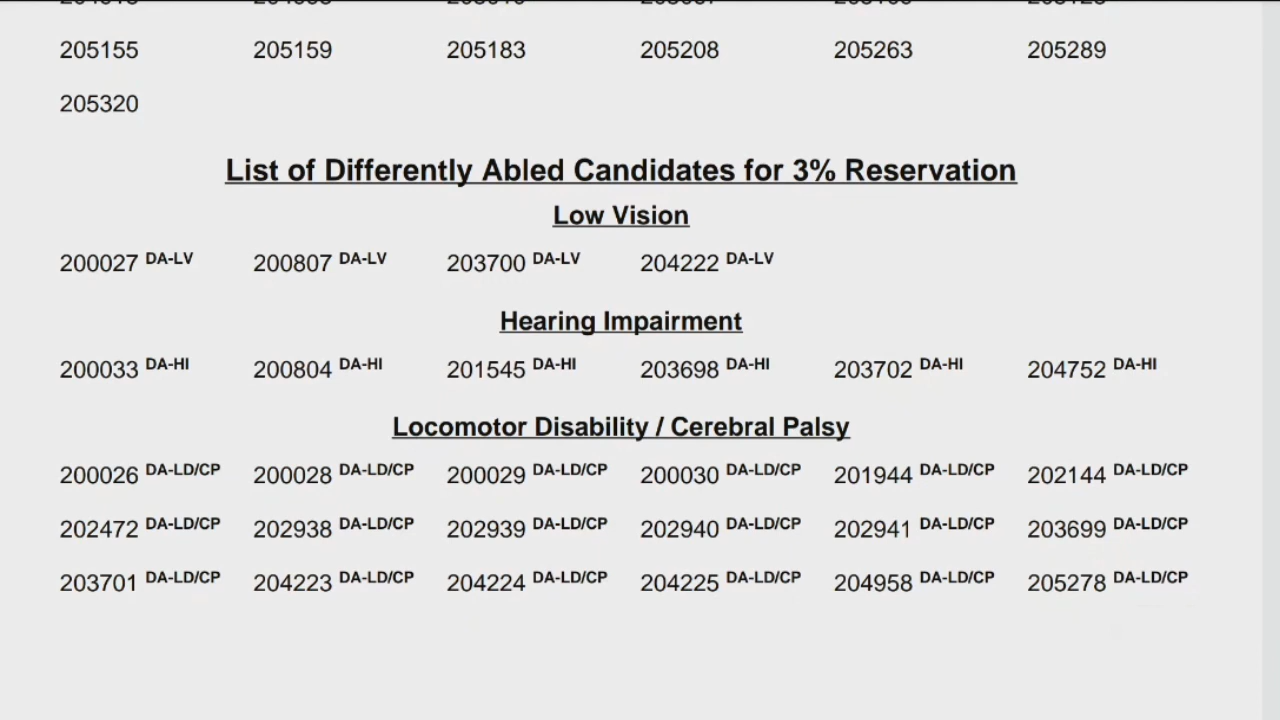 205155 205159 205183 205208 205263 205289
205320
List of Differently Abled Candidates for 3% Reservation
Low Vision
200027 DA-LV 200807 DA-LV 203700 DA-LV 204222 DA-LV
Hearing Impairment
200033 DA-HI 200804 DA-HI 201545 DA-HI 203698 DA-HI 203702 DA-HI 204752 DA-HI
Locomotor Disability / Cerebral Palsy
200026 DA-LD/CP 200028 DA-LD/CP 200029 DA-LD/CP 200030 DA-LD/CP 201944 DA-LD/CP 202144 DA-LD/CP
202472 DA-LD/CP 202938 DA-LD/CP 202939 DA-LD/CP 202940 DA-LD/CP 202941 DA-LD/CP 203699 DA-LD/CP
203701 DA-LD/CP 204223 DA-LD/CP 204224 DA-LD/CP 204225 DA-LD/CP 204958 DA-LD/CP 205278 DA-LD/CP